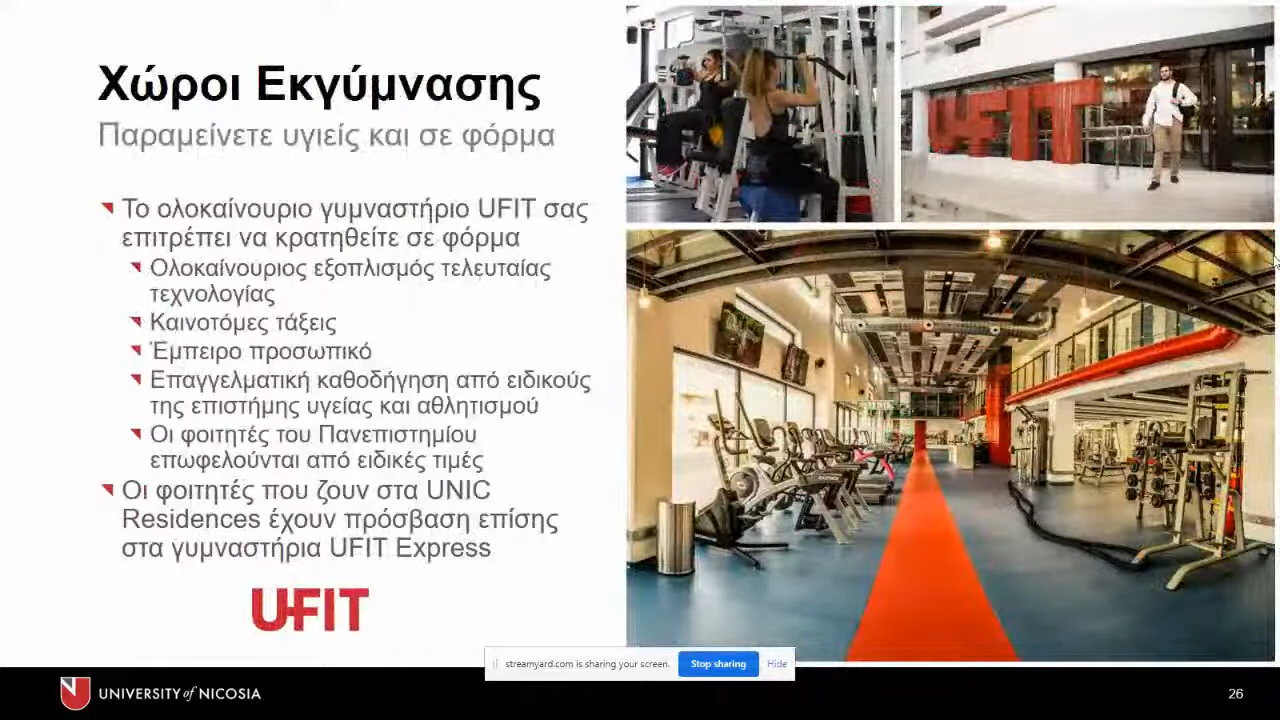 Χώροι Εκγύμνασης
Παραμείνετε υγιείς και σε φόρμα
Το ολοκαίνουριο γυμναστήριο UFIT σας
επιτρέπει να κρατηθείτε σε φόρμα
Ολοκαίνουριος εξοπλισμός τελευταίας
τεχνολογίας
Καινοτόμες τάξεις
Έμπειρο προσωπικό
Επαγγελματική καθοδήγηση από ειδικούς
της επιστήμης υγείας και αθλητισμού
Οι φοιτητές του Πανεπιστημίου
επωφελούνται από ειδικές τιμές
Οι φοιτητές που ζουν στα UNIC
Residences έχουν πρόσβαση επίσης
στα γυμναστήρια UFIT Express
UFIT
UFIT
streamyard.com is sharing your screen.
Stop sharing
Hide
UNIVERSITY of NICOSIA
26